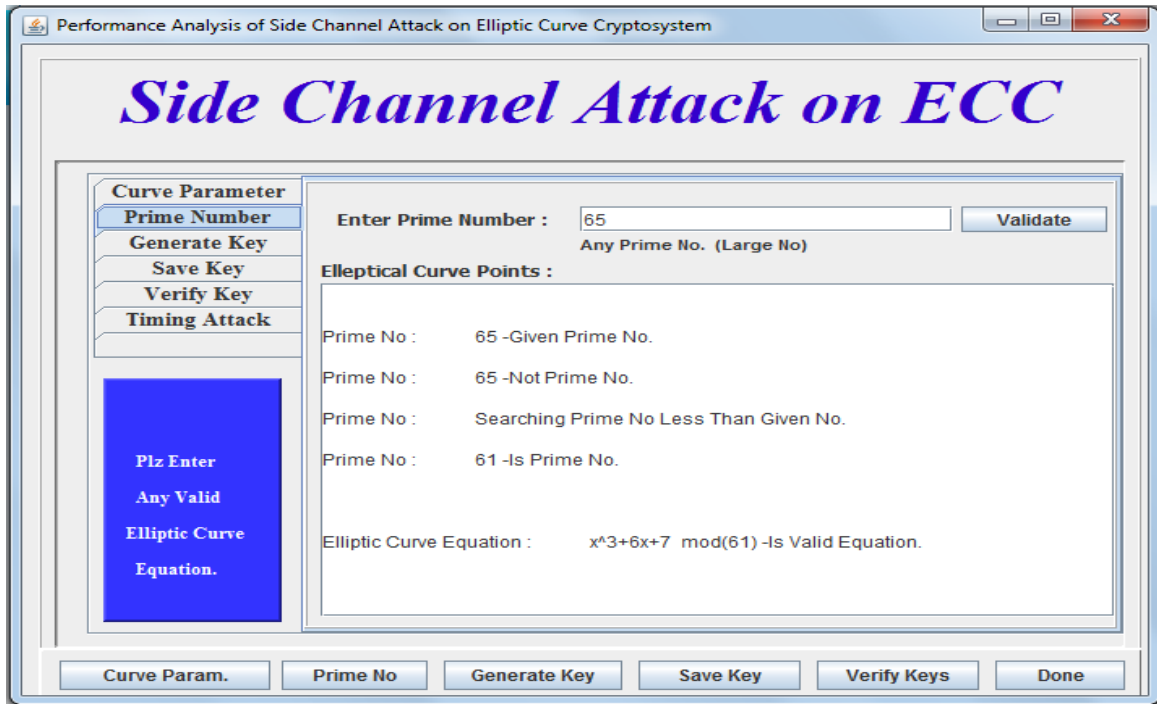 Performance Analysis of Side Channel Attack on Elliptic Curve Cryptosystem
Side Channel Attack on ECC
Curve Parameter
Prime Number
Generate Key
Save Key
Verify Key
Timing Attack
Enter Prime Number : 65 Validate
Any Prime No. (Large No)
Elleptical Curve Points :
Prime No : 65 -Given Prime No.
Prime No : 65 -Not Prime No.
Prime No : Searching Prime No Less Than Given No.
Prime No : 61 -Is Prime No.
Elliptic Curve Equation : x^3+6x+7 mod(61) -Is Valid Equation.
Plz Enter
Any Valid
Elliptic Curve
Equation.
Curve Param. Prime No Generate Key Save Key Verify Keys Done